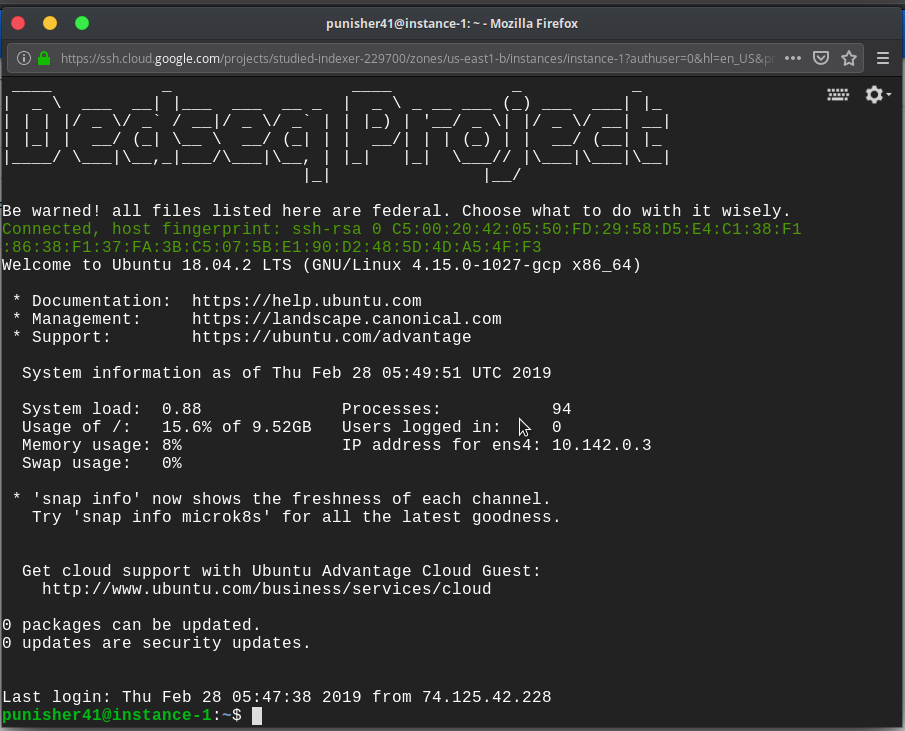 punisher41@instance-1: ~ - Mozilla Firefox
https://ssh.cloud.google.com/projects/studied-indexer-229700/zones/us-east1-b/instances/instance-1?authuser=0&hl=en_US&
Dedseq Project
Be warned! all files listed here are federal. Choose what to do with it wisely.
Connected, host fingerprint: ssh-rsa 0 C5:00:20:42:05:50:FD:29:58:D5:E4:C1:38:F1
:86:38:F1:37:FA:3B:C5:07:5B:E1:90:D2:48:5D:4D:A5:4F:F3
Welcome to Ubuntu 18.04.2 LTS (GNU/Linux 4.15.0-1027-gcp x86_64)
* Documentation: https://help.ubuntu.com
* Management: https://landscape.canonical.com
* Support: https://ubuntu.com/advantage
System information as of Thu Feb 28 05:49:51 UTC 2019
System load: 0.88 Processes: 94
Usage of /: 15.6% of 9.52GB Users logged in: 0
Memory usage: 8% IP address for ens4: 10.142.0.3
Swap usage: 0%
* 'snap info' now shows the freshness of each channel.
Try 'snap info microk8s' for all the latest goodness.
Get cloud support with Ubuntu Advantage Cloud Guest:
http://www.ubuntu.com/business/services/cloud
0 packages can be updated.
0 updates are security updates.
Last login: Thu Feb 28 05:47:38 2019 from 74.125.42.228
punisher41@instance-1:~$